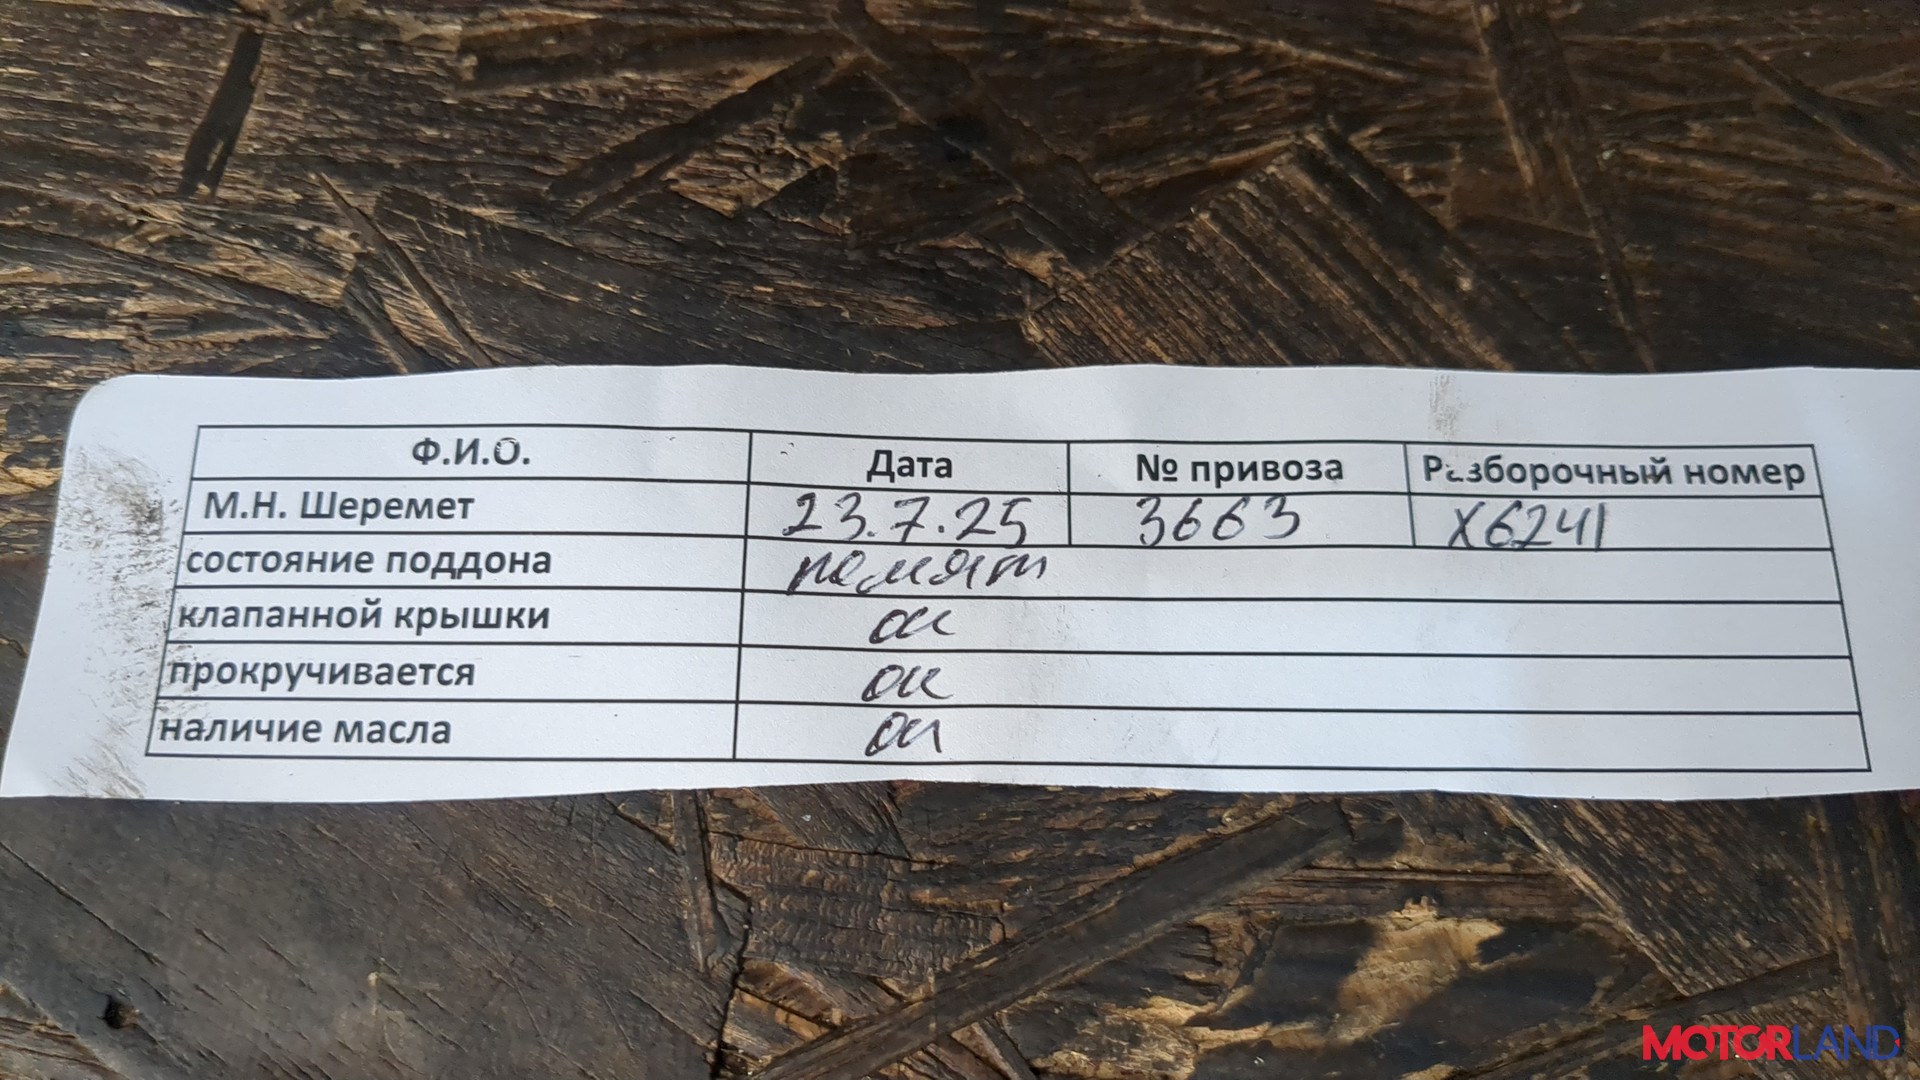 Ф.И.О. Дата № привоза Разборочный номер
М.Н. Шеремет 23.7.25 3663 X6241
состояние поддона помят
клапанной крышки ок
прокручивается ок
наличие масла ок
MOTORLAND